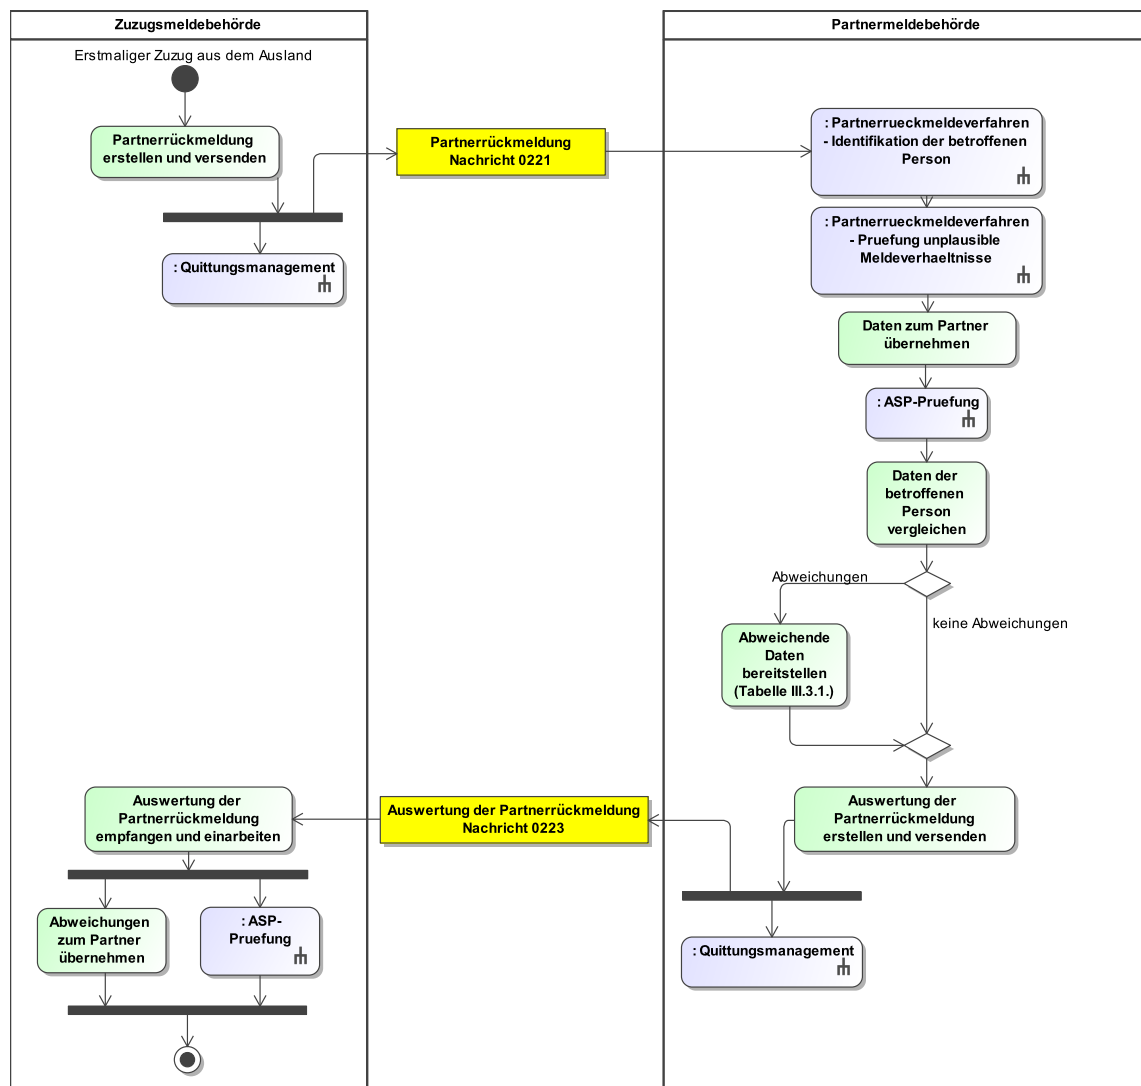 Zuzugsmeldebehörde
Partnermeldebehörde
Erstmaliger Zuzug aus dem Ausland
Partnerrückmeldung
erstellen und versenden
Partnerrückmeldung
Nachricht 0221
: Partnerrueckmeldeverfahren
- Identifikation der betroffenen
Person
: Quittungsmanagement
: Partnerrueckmeldeverfahren
- Pruefung unplausible
Meldeverhaeltnisse
Daten zum Partner
übernehmen
: ASP-Pruefung
Daten der
betroffenen
Person
vergleichen
Abweichungen
keine Abweichungen
Abweichende
Daten
bereitstellen
(Tabelle III.3.1.)
Auswertung der
Partnerrückmeldung
empfangen und einarbeiten
Auswertung der Partnerrückmeldung
Nachricht 0223
Auswertung der
Partnerrückmeldung
erstellen und versenden
Abweichungen
zum Partner
übernehmen
: ASP-
Pruefung
: Quittungsmanagement